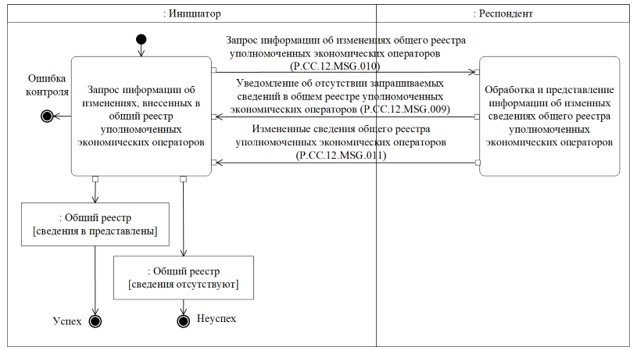 : Инициатор
: Респондент
Запрос информации об изменениях общего реестра
уполномоченных экономических операторов
(P.CC.12.MSG.010)
Ошибка
контроля
Запрос информации об
изменениях, внесенных в
общий реестр
уполномоченных
экономических операторов
Уведомление об отсутствии запрашиваемых
сведений в общем реестре уполномоченных
экономических операторов (P.CC.12.MSG.009)
Измененные сведения общего реестра
уполномоченных экономических операторов
(P.CC.12.MSG.011)
Обработка и представление
информации об измененных
сведениях общего реестра
уполномоченных
экономических операторов
: Общий реестр
[сведения в представлены]
: Общий реестр
[сведения отсутствуют]
Успех
Неуспех